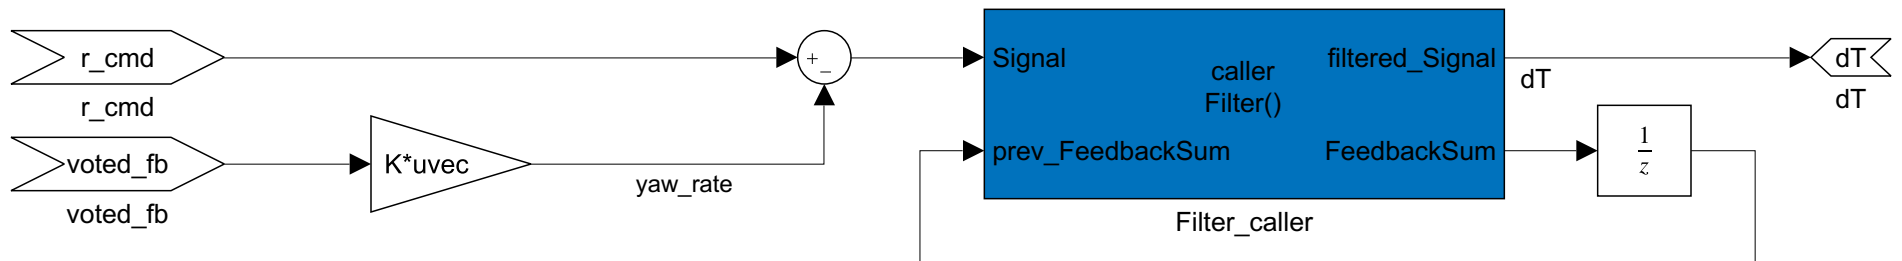 r_cmd
r_cmd
voted_fb
voted_fb
K*uvec
yaw_rate
+
−
Signal
prev_FeedbackSum
caller
Filter()
filtered_Signal
FeedbackSum
Filter_caller
dT
1
z
dT
dT